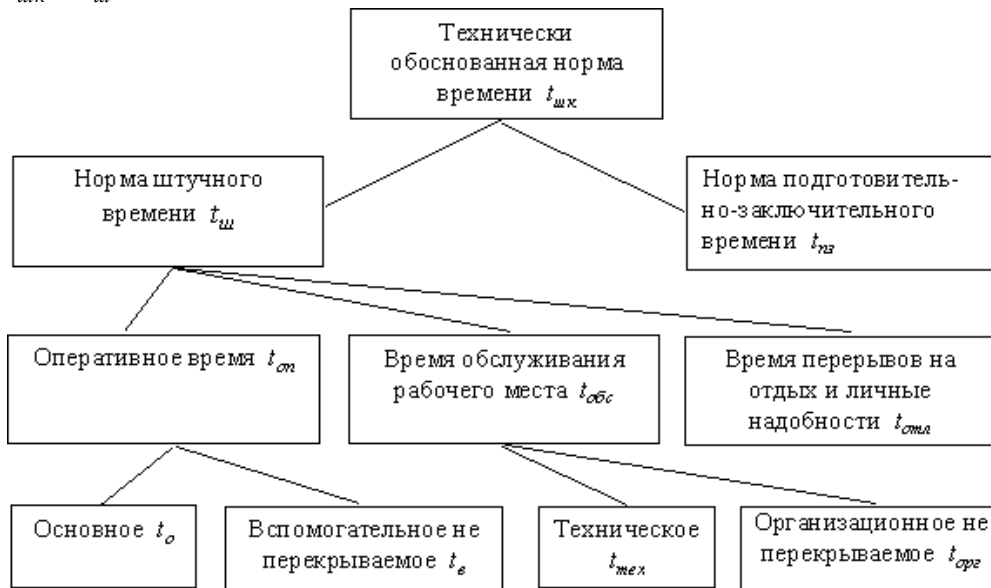 шк ш
Технически
обоснованная норма
времени t_шк
Норма штучного
времени t_ш
Норма подготовитель-
но-заключительного
времени t_пз
Оперативное время t_оп
Время обслуживания
рабочего места t_обс
Время перерывов на
отдых и личные
надобности t_отл
Основное t_о
Вспомогательное не
перекрываемое t_в
Техническое
t_тех
Организационное не
перекрываемое t_орг